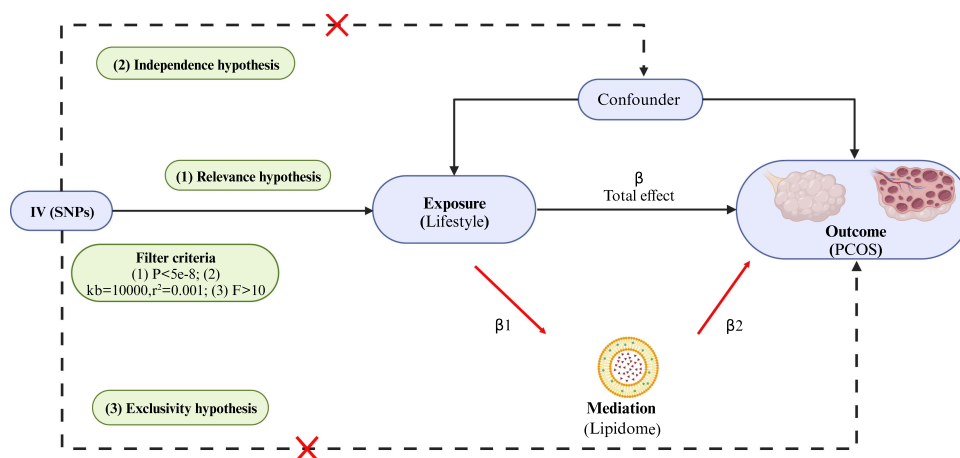 (2) Independence hypothesis
Confounder
(1) Relevance hypothesis
IV (SNPs)
Exposure
(Lifestyle)
β
Total effect
Outcome
(PCOS)
Filter criteria
(1) P<5e-8; (2)
kb=10000,r²=0.001; (3) F>10
β1
β2
Mediation
(Lipidome)
(3) Exclusivity hypothesis